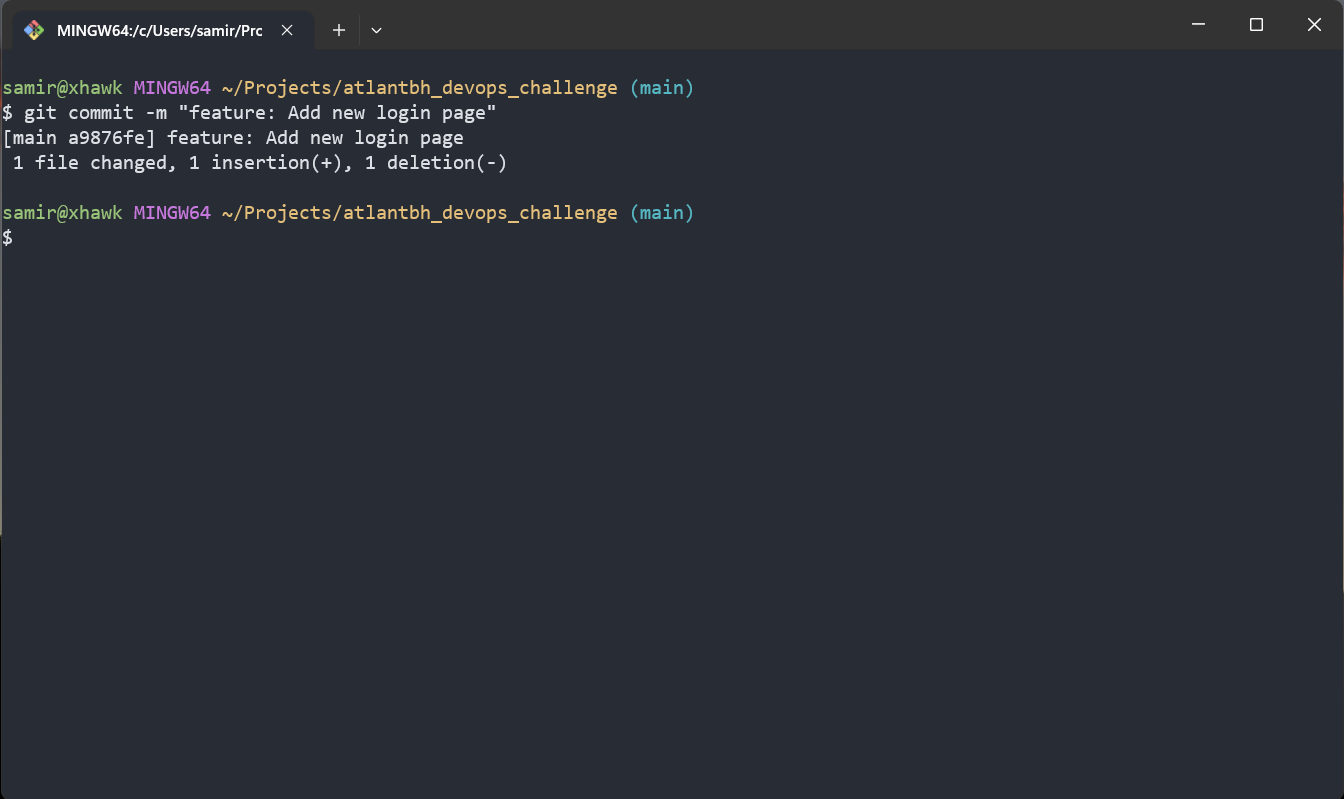 MINGW64:/c/Users/samir/Prc
samir@xhawk MINGW64 ~/Projects/atlantbh_devops_challenge (main)
$ git commit -m "feature: Add new login page"
[main a9876fe] feature: Add new login page
 1 file changed, 1 insertion(+), 1 deletion(-)
samir@xhawk MINGW64 ~/Projects/atlantbh_devops_challenge (main)
$